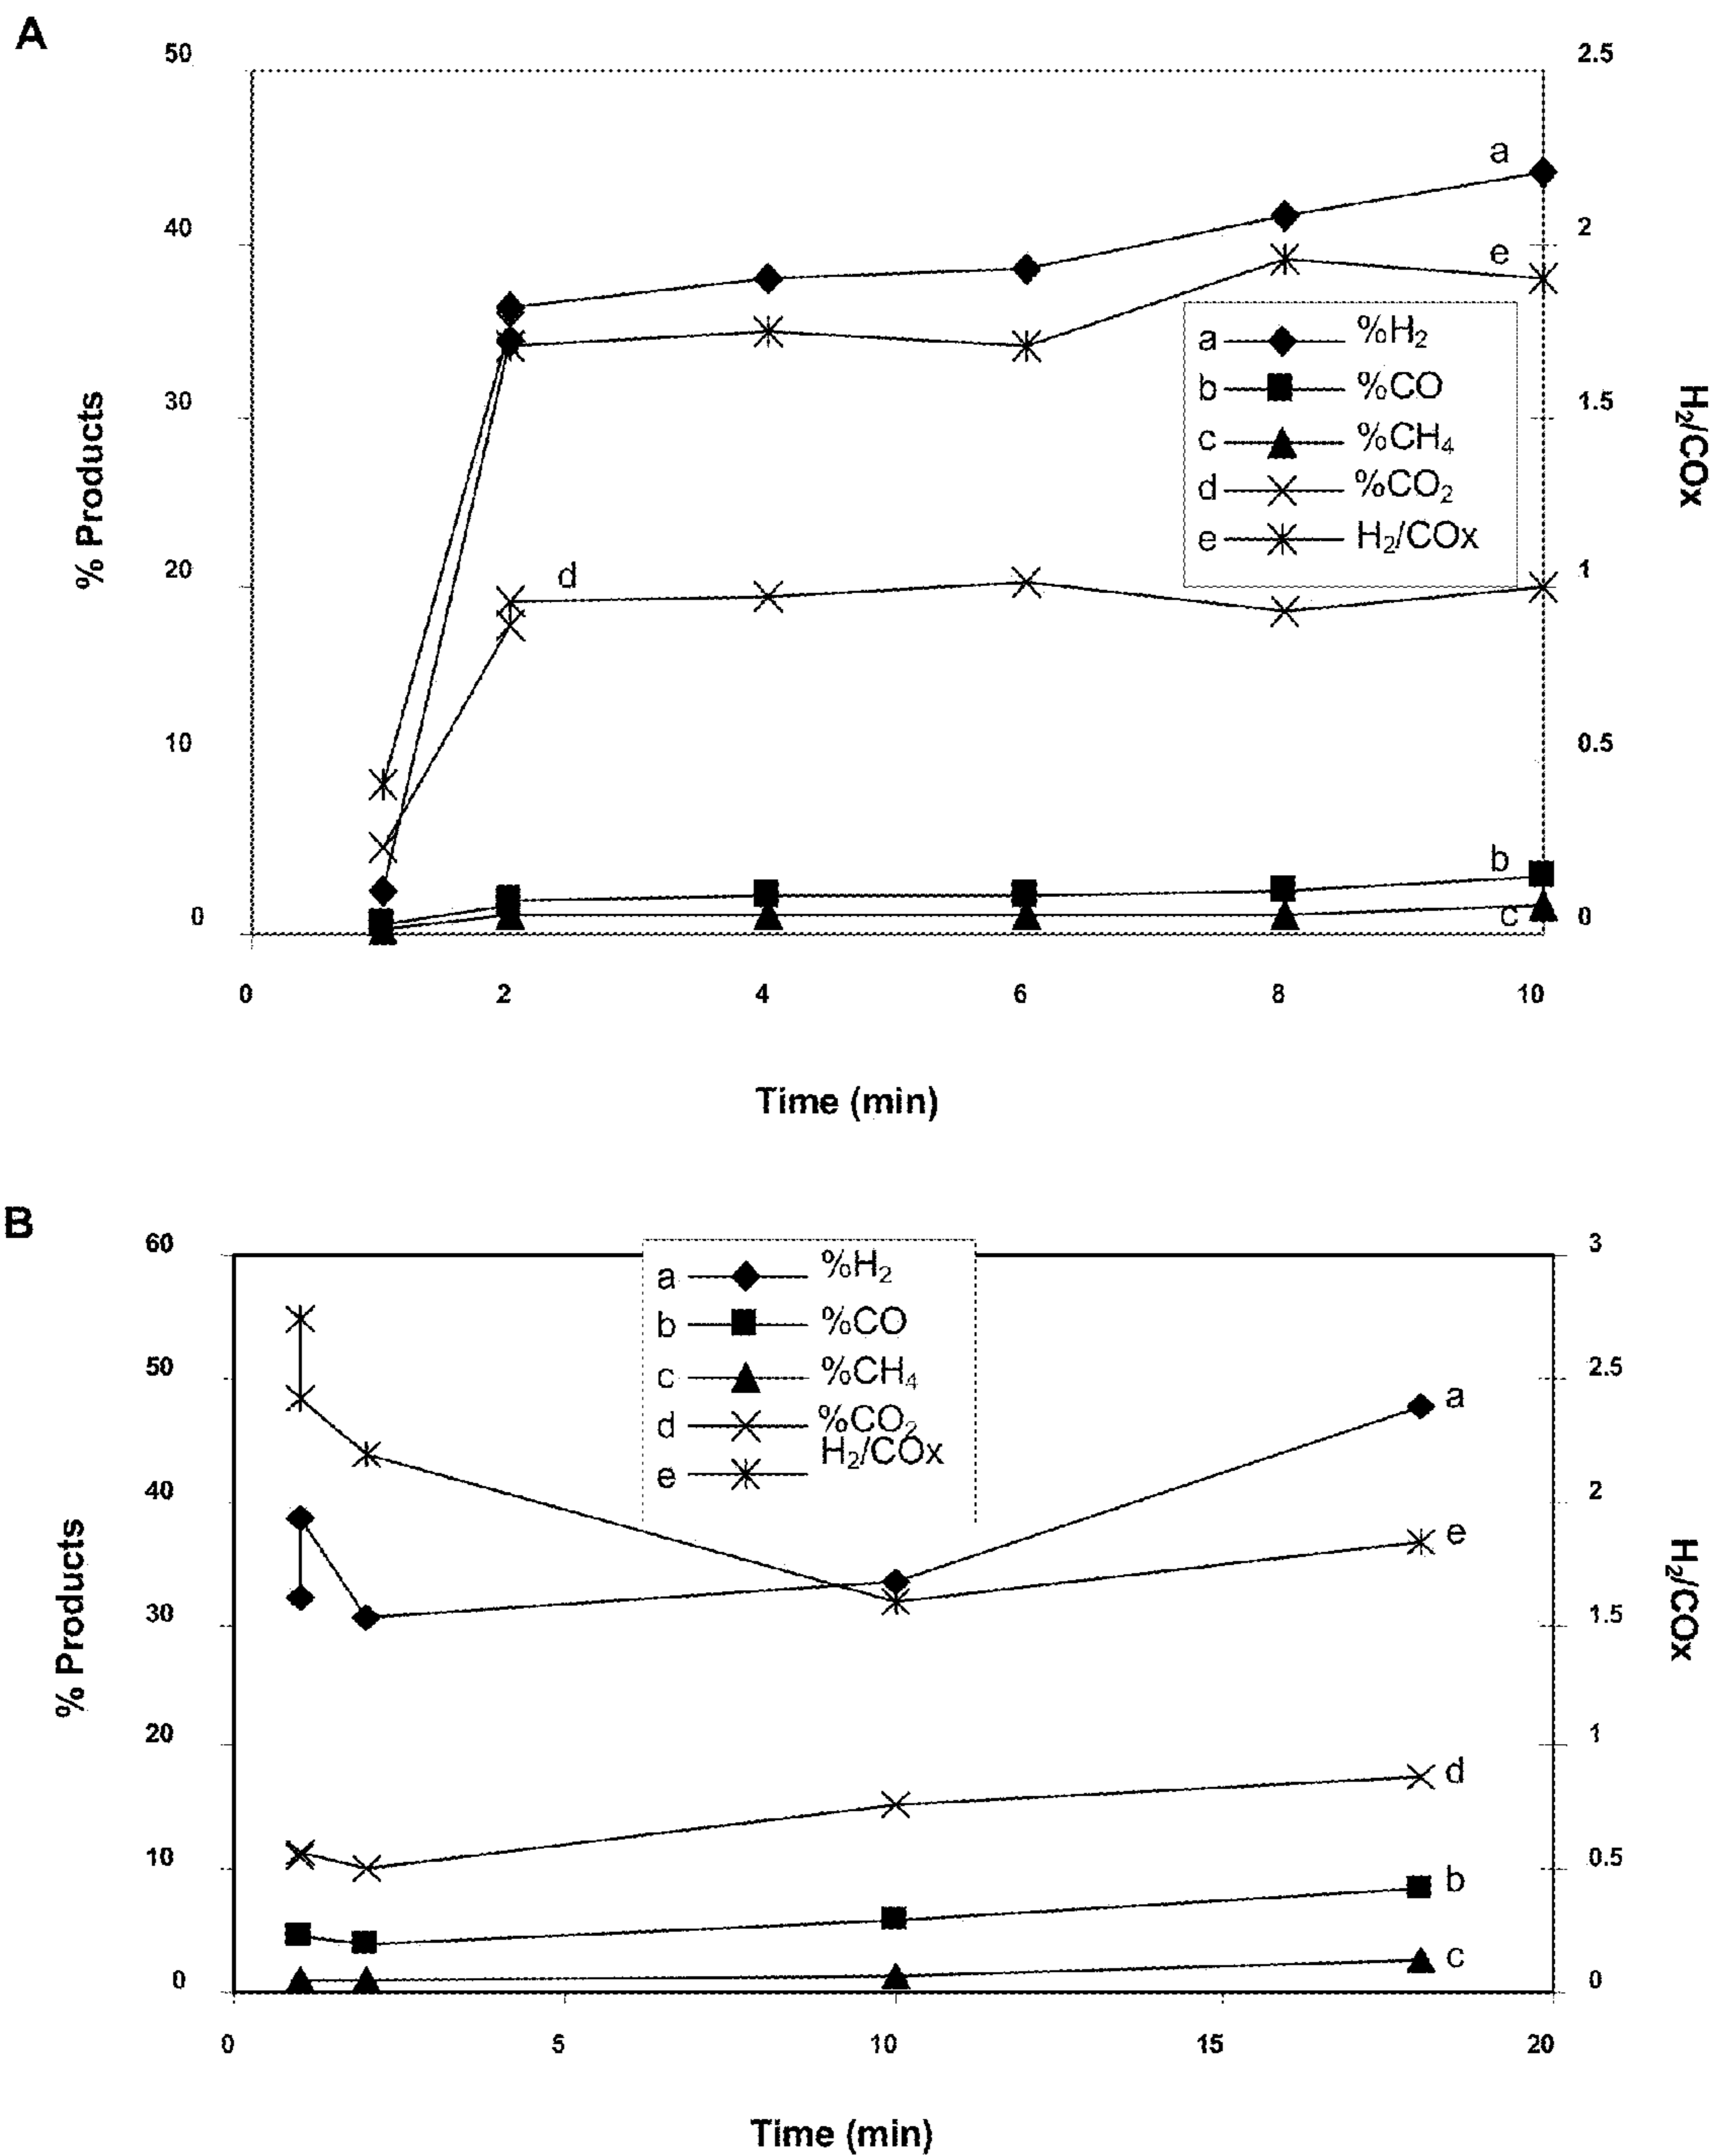 A
50
2.5
a
40
2
e
a %H₂
b %CO
c %CH₄
d %CO₂
e H₂/COx
30
1.5
% Products
H₂/COx
20
d
1
10
0.5
b
0
c
0
0 2 4 6 8 10
Time (min)
B
60
3
a %H₂
b %CO
c %CH₄
d %CO₂
H₂/COx
e
50
2.5
a
40
2
e
% Products
H₂/COx
30
1.5
20
1
d
10
0.5
b
c
0
0
0 5 10 15 20
Time (min)